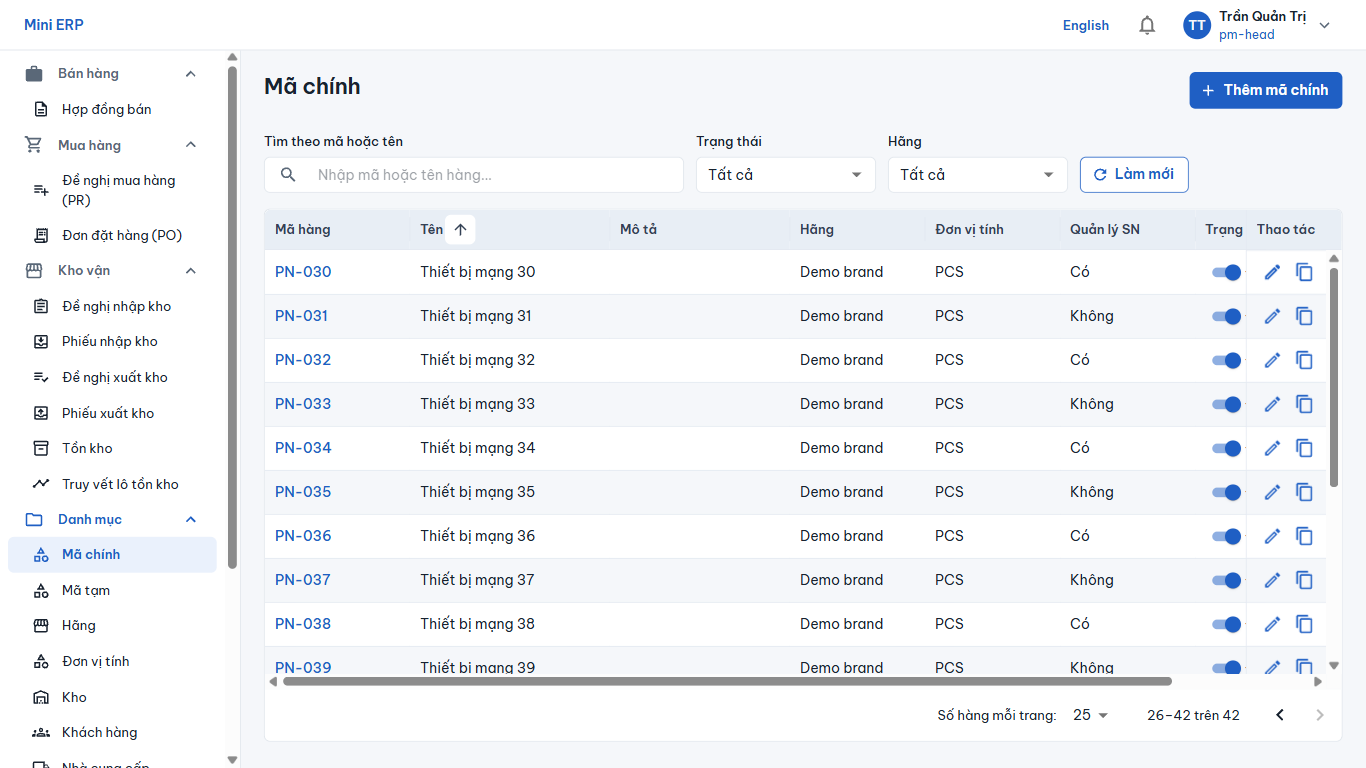 Mini ERP
English
TT
Trần Quản Trị
pm-head
Bán hàng
Hợp đồng bán
Mua hàng
Đề nghị mua hàng
(PR)
Đơn đặt hàng (PO)
Kho vận
Đề nghị nhập kho
Phiếu nhập kho
Đề nghị xuất kho
Phiếu xuất kho
Tồn kho
Truy vết lô tồn kho
Danh mục
Mã chính
Mã tạm
Hãng
Đơn vị tính
Kho
Khách hàng
Nhà cung cấp
Mã chính
Thêm mã chính
Tìm theo mã hoặc tên
Nhập mã hoặc tên hàng...
Trạng thái
Tất cả
Hãng
Tất cả
Làm mới
Mã hàng Tên Mô tả Hãng Đơn vị tính Quản lý SN Trạng Thao tác
PN-030 Thiết bị mạng 30 Demo brand PCS Có
PN-031 Thiết bị mạng 31 Demo brand PCS Không
PN-032 Thiết bị mạng 32 Demo brand PCS Có
PN-033 Thiết bị mạng 33 Demo brand PCS Không
PN-034 Thiết bị mạng 34 Demo brand PCS Có
PN-035 Thiết bị mạng 35 Demo brand PCS Không
PN-036 Thiết bị mạng 36 Demo brand PCS Có
PN-037 Thiết bị mạng 37 Demo brand PCS Không
PN-038 Thiết bị mạng 38 Demo brand PCS Có
PN-039 Thiết bị mạng 39 Demo brand PCS Không
Số hàng mỗi trang: 25 26–42 trên 42